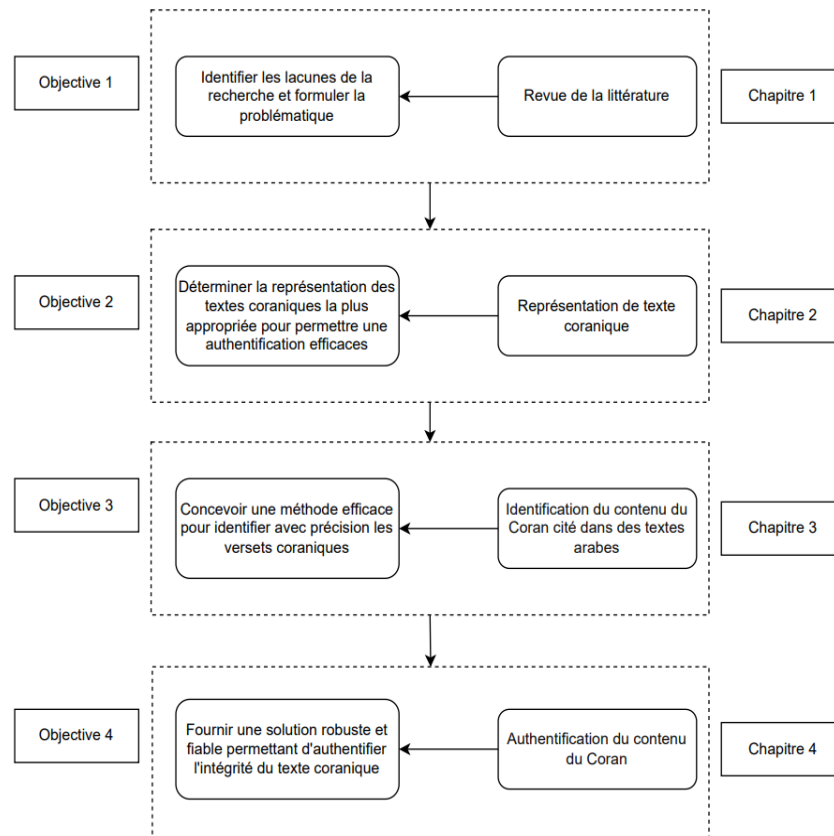 Objective 1
Identifier les lacunes de la
recherche et formuler la
problématique
Revue de la littérature
Chapitre 1
Objective 2
Déterminer la représentation des
textes coraniques la plus
appropriée pour permettre une
authentification efficaces
Représentation de texte
coranique
Chapitre 2
Objective 3
Concevoir une méthode efficace
pour identifier avec précision les
versets coraniques
Identification du contenu du
Coran cité dans des textes
arabes
Chapitre 3
Objective 4
Fournir une solution robuste et
fiable permettant d'authentifier
l'intégrité du texte coranique
Authentification du contenu
du Coran
Chapitre 4